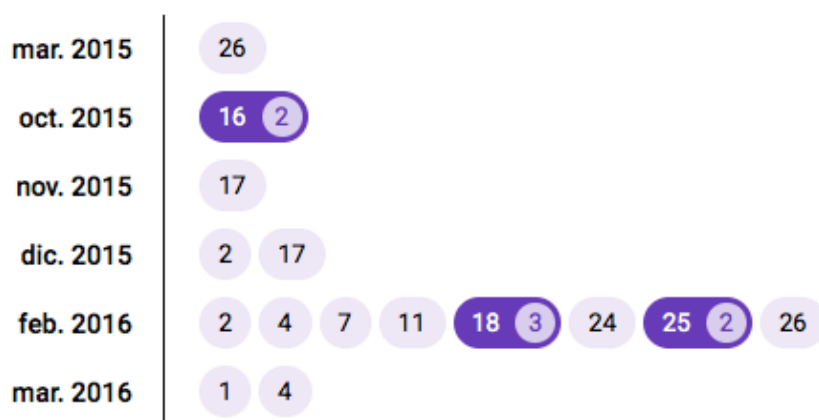 mar. 2015 26
oct. 2015 16 2
nov. 2015 17
dic. 2015 2 17
feb. 2016 2 4 7 11 18 3 24 25 2 26
mar. 2016 1 4